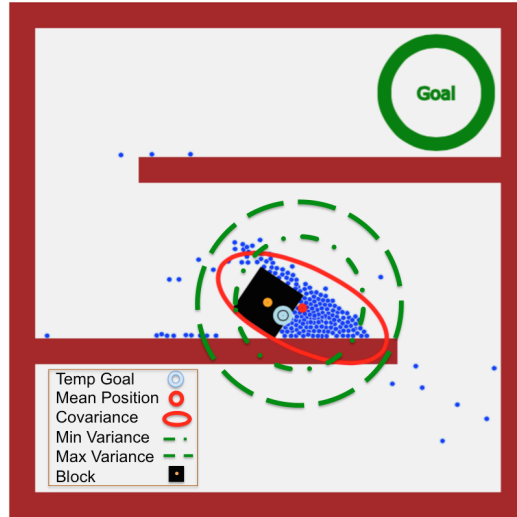 Goal
Temp Goal
Mean Position
Covariance
Min Variance
Max Variance
Block